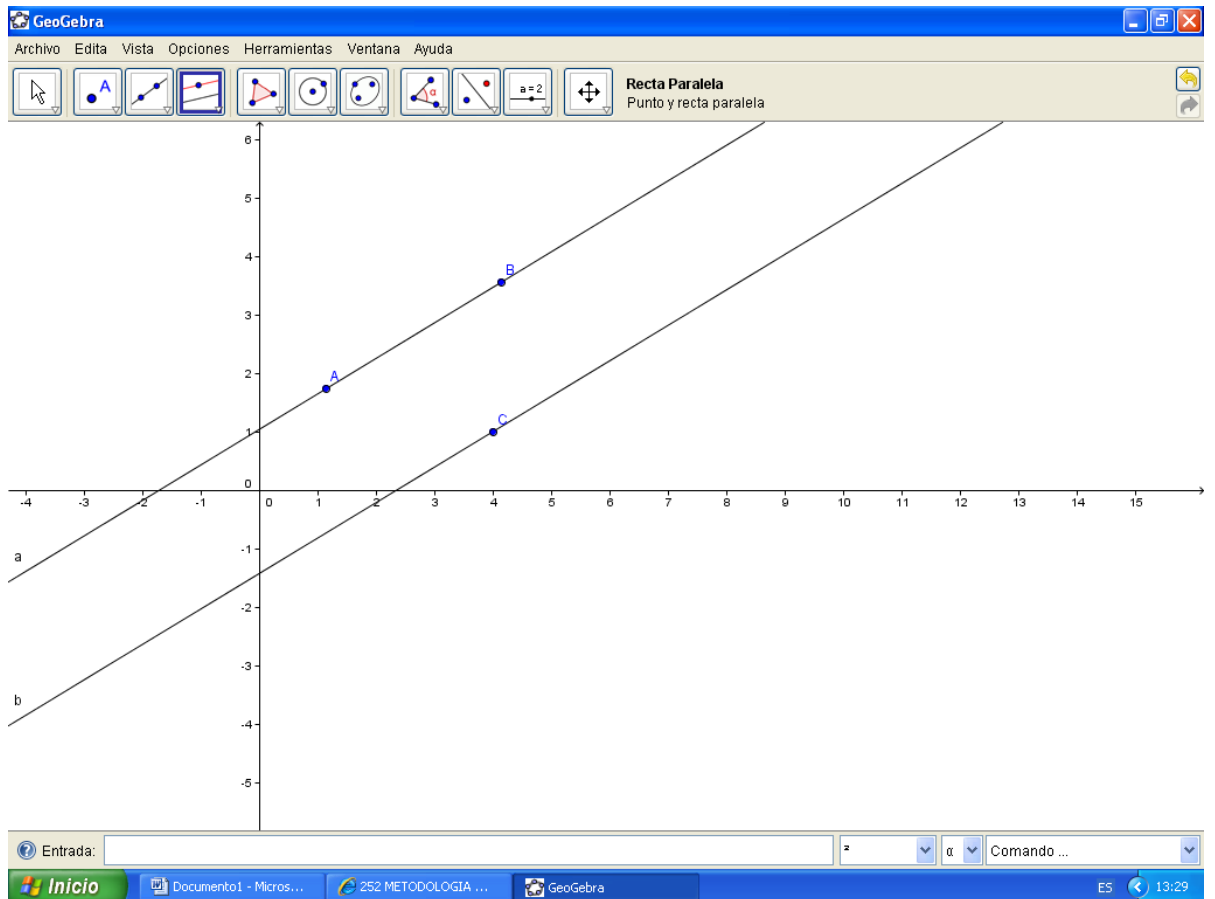 GeoGebra
Archivo Edita Vista Opciones Herramientas Ventana Ayuda
A
α
a = 2
Recta Paralela
Punto y recta paralela
6
5
B
4
3
2
A
C
1
0
-4 -3 -2 -1 0 1 2 3 4 5 6 7 8 9 10 11 12 13 14 15
-1
a
-2
-3
b
-4
-5
Entrada: ² α Comando ...
Inicio Documento1 - Micros... 252 METODOLOGIA ... GeoGebra ES 13:29